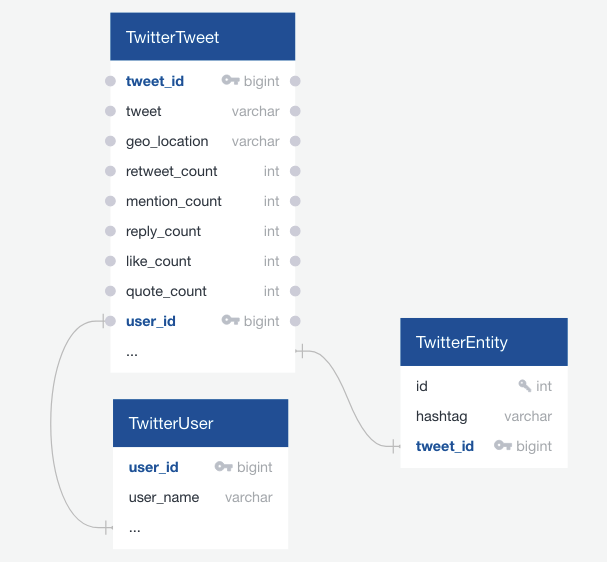 TwitterTweet
tweet_id bigint
tweet varchar
geo_location varchar
retweet_count int
mention_count int
reply_count int
like_count int
quote_count int
user_id bigint
...
TwitterEntity
id int
hashtag varchar
tweet_id bigint
TwitterUser
user_id bigint
user_name varchar
...